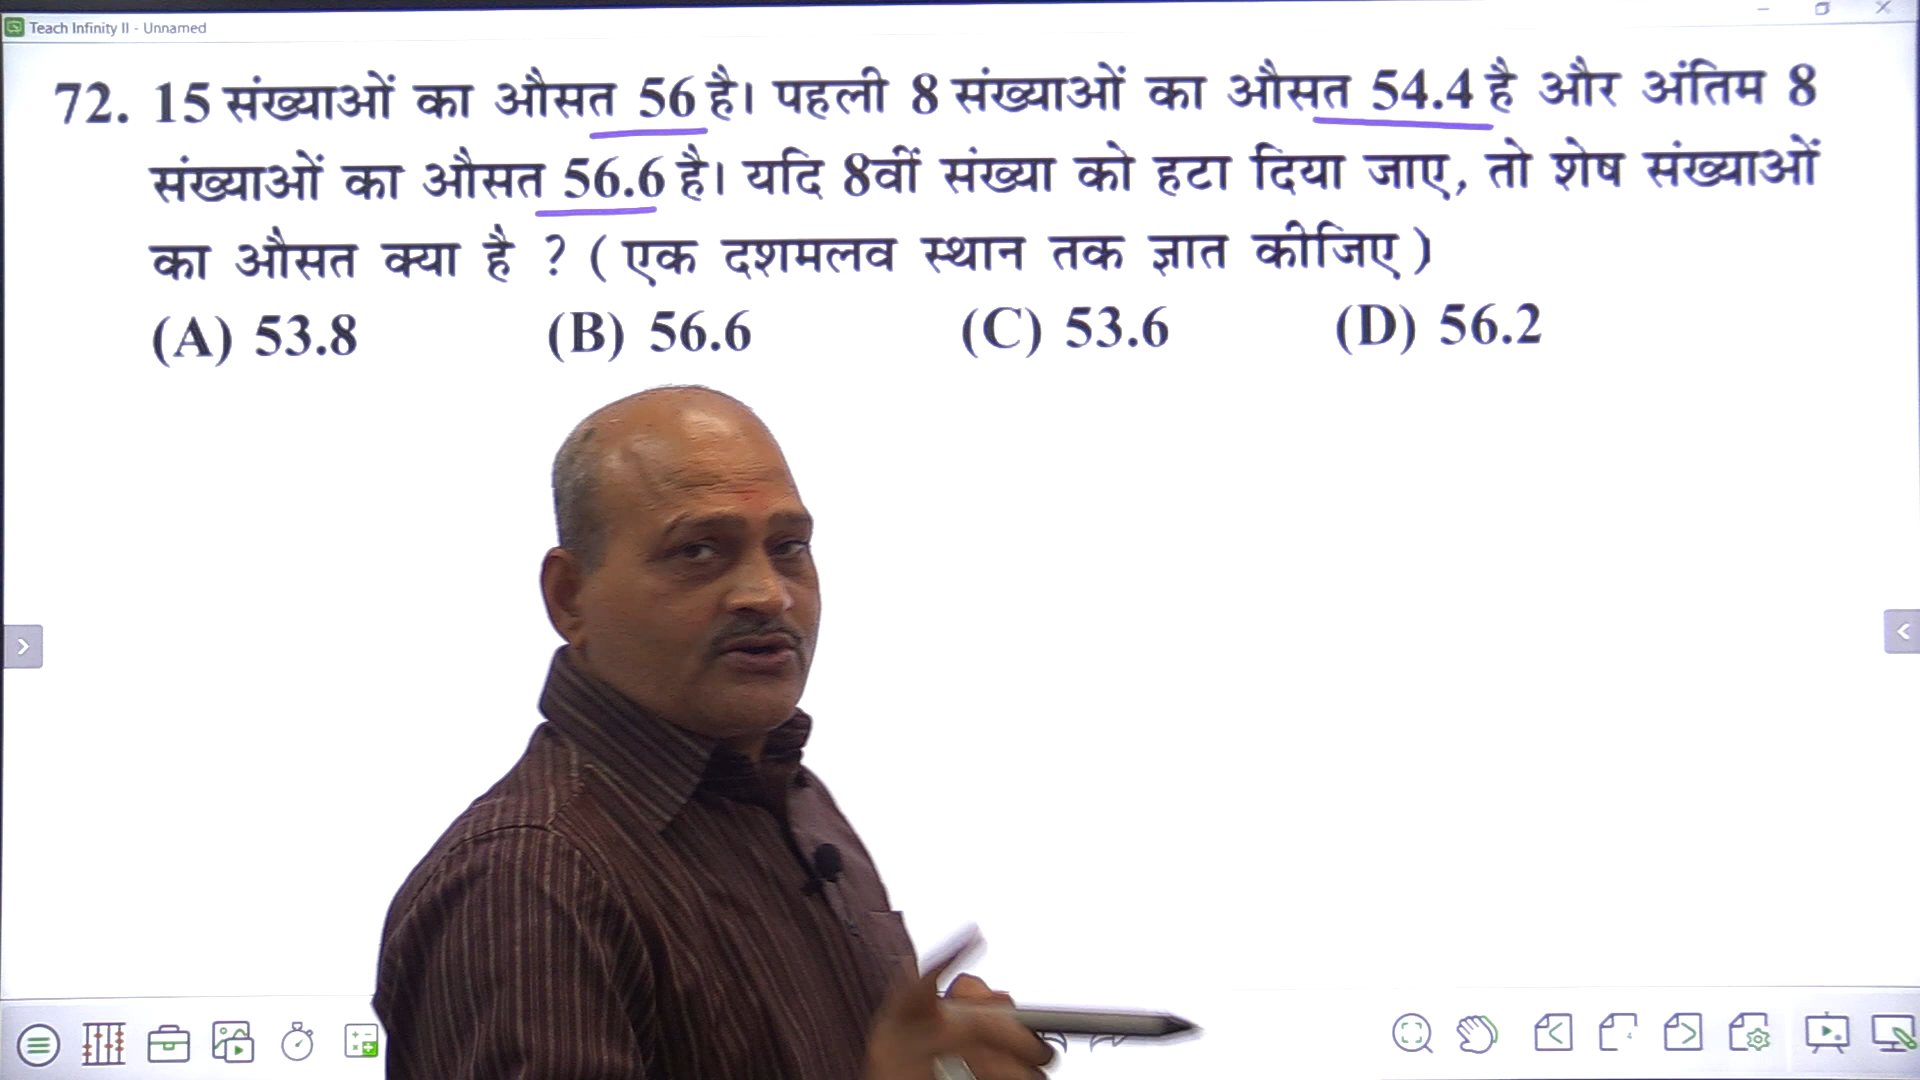 Teach Infinity II - Unnamed
72. 15 संख्याओं का औसत 56 है। पहली 8 संख्याओं का औसत 54.4 है और अंतिम 8
संख्याओं का औसत 56.6 है। यदि 8वीं संख्या को हटा दिया जाए, तो शेष संख्याओं
का औसत क्या है ? ( एक दशमलव स्थान तक ज्ञात कीजिए )
(A) 53.8 (B) 56.6 (C) 53.6 (D) 56.2